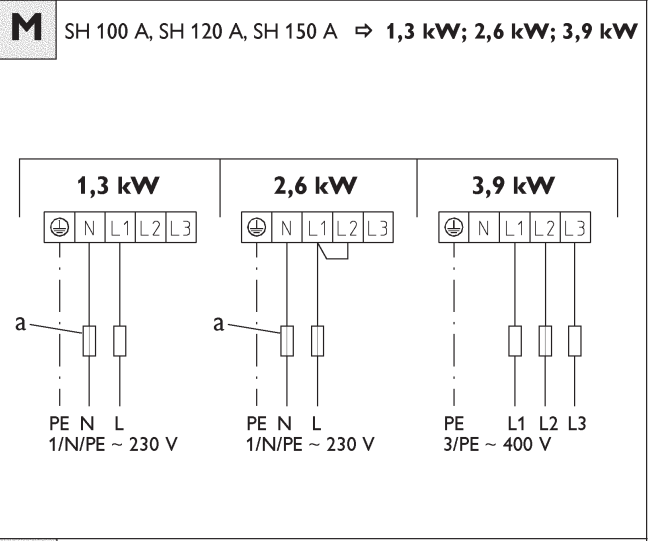 M SH 100 A, SH 120 A, SH 150 A ⇨ 1,3 kW; 2,6 kW; 3,9 kW
1,3 kW 2,6 kW 3,9 kW
N L1 L2 L3 N L1 L2 L3 N L1 L2 L3
a a
PE N L PE N L PE L1 L2 L3
1/N/PE ~ 230 V 1/N/PE ~ 230 V 3/PE ~ 400 V